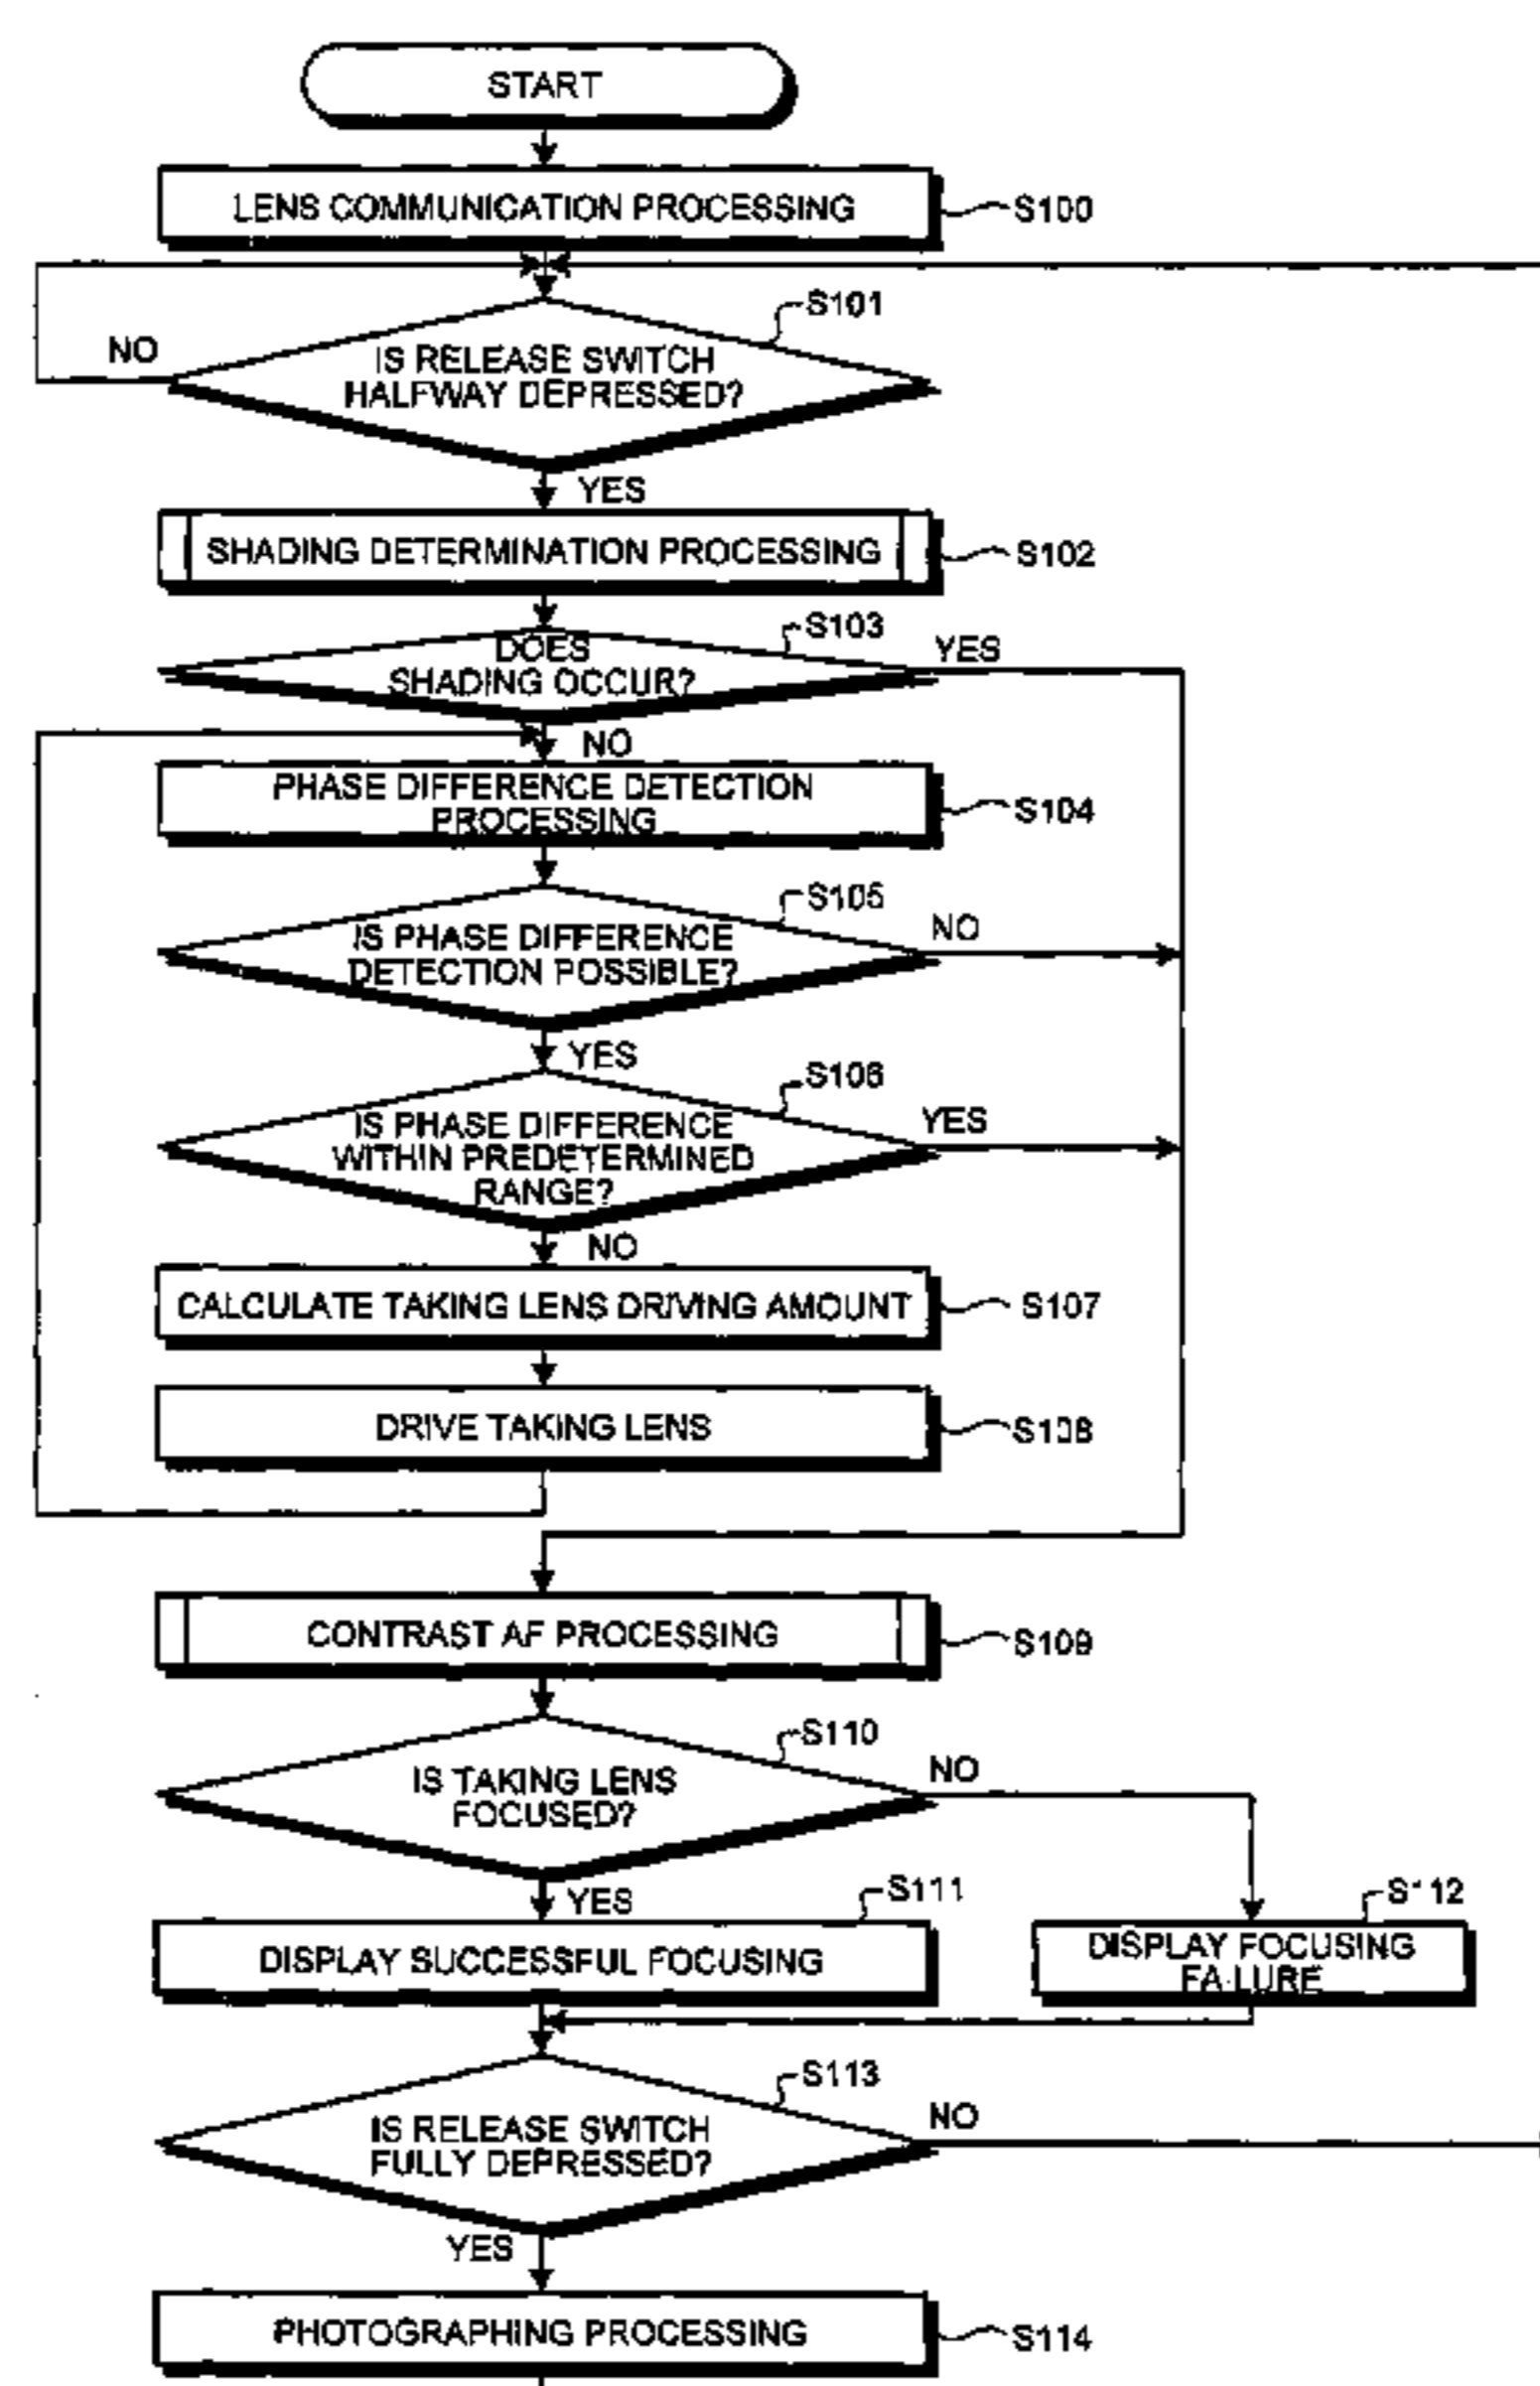 START
LENS COMMUNICATION PROCESSING
S100
S101
NO
IS RELEASE SWITCH
HALFWAY DEPRESSED?
YES
SHADING DETERMINATION PROCESSING
S102
S103
YES
DOES
SHADING OCCUR?
NO
PHASE DIFFERENCE DETECTION
PROCESSING
S104
S105
NO
IS PHASE DIFFERENCE
DETECTION POSSIBLE?
YES
S106
YES
IS PHASE DIFFERENCE
WITHIN PREDETERMINED
RANGE?
NO
CALCULATE TAKING LENS DRIVING AMOUNT
S107
DRIVE TAKING LENS
S108
CONTRAST AF PROCESSING
S109
S110
NO
IS TAKING LENS
FOCUSED?
YES
S111
S112
DISPLAY SUCCESSFUL FOCUSING
DISPLAY FOCUSING
FAILURE
S113
NO
IS RELEASE SWITCH
FULLY DEPRESSED?
YES
PHOTOGRAPHING PROCESSING
S114